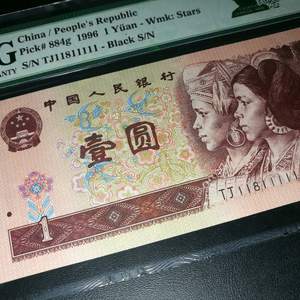 G
China / People's Republic
Pick# 884g 1996 1 Yüan - Wmk: Stars
S/N TJ11811111 - Black S/N
中国人民银行
壹圆
TJ11811111
1